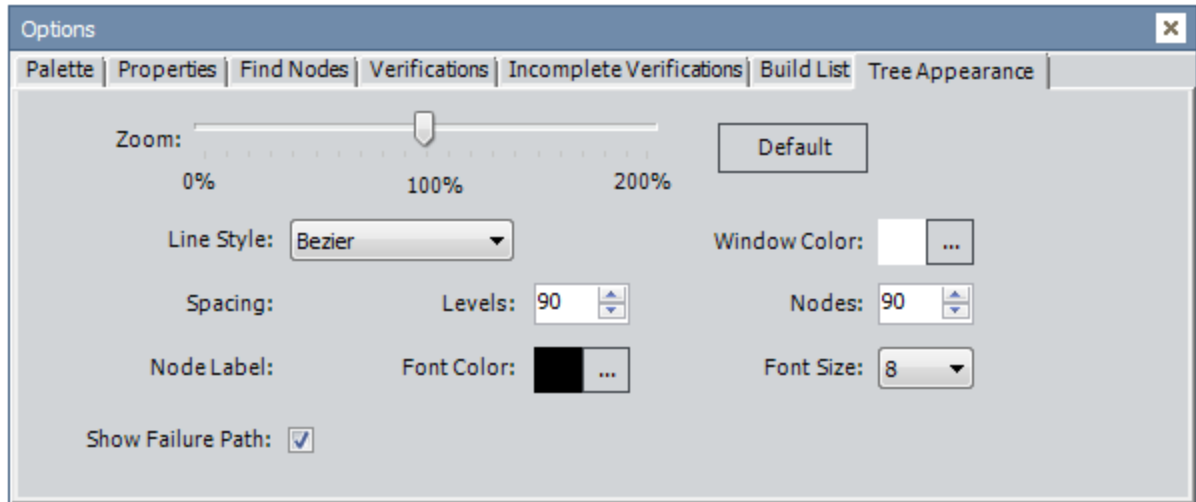 Options
Palette Properties Find Nodes Verifications Incomplete Verifications Build List Tree Appearance
Zoom: Default
0% 100% 200%
Line Style: Bezier Window Color: ...
Spacing: Levels: 90 Nodes: 90
Node Label: Font Color: ... Font Size: 8
Show Failure Path: